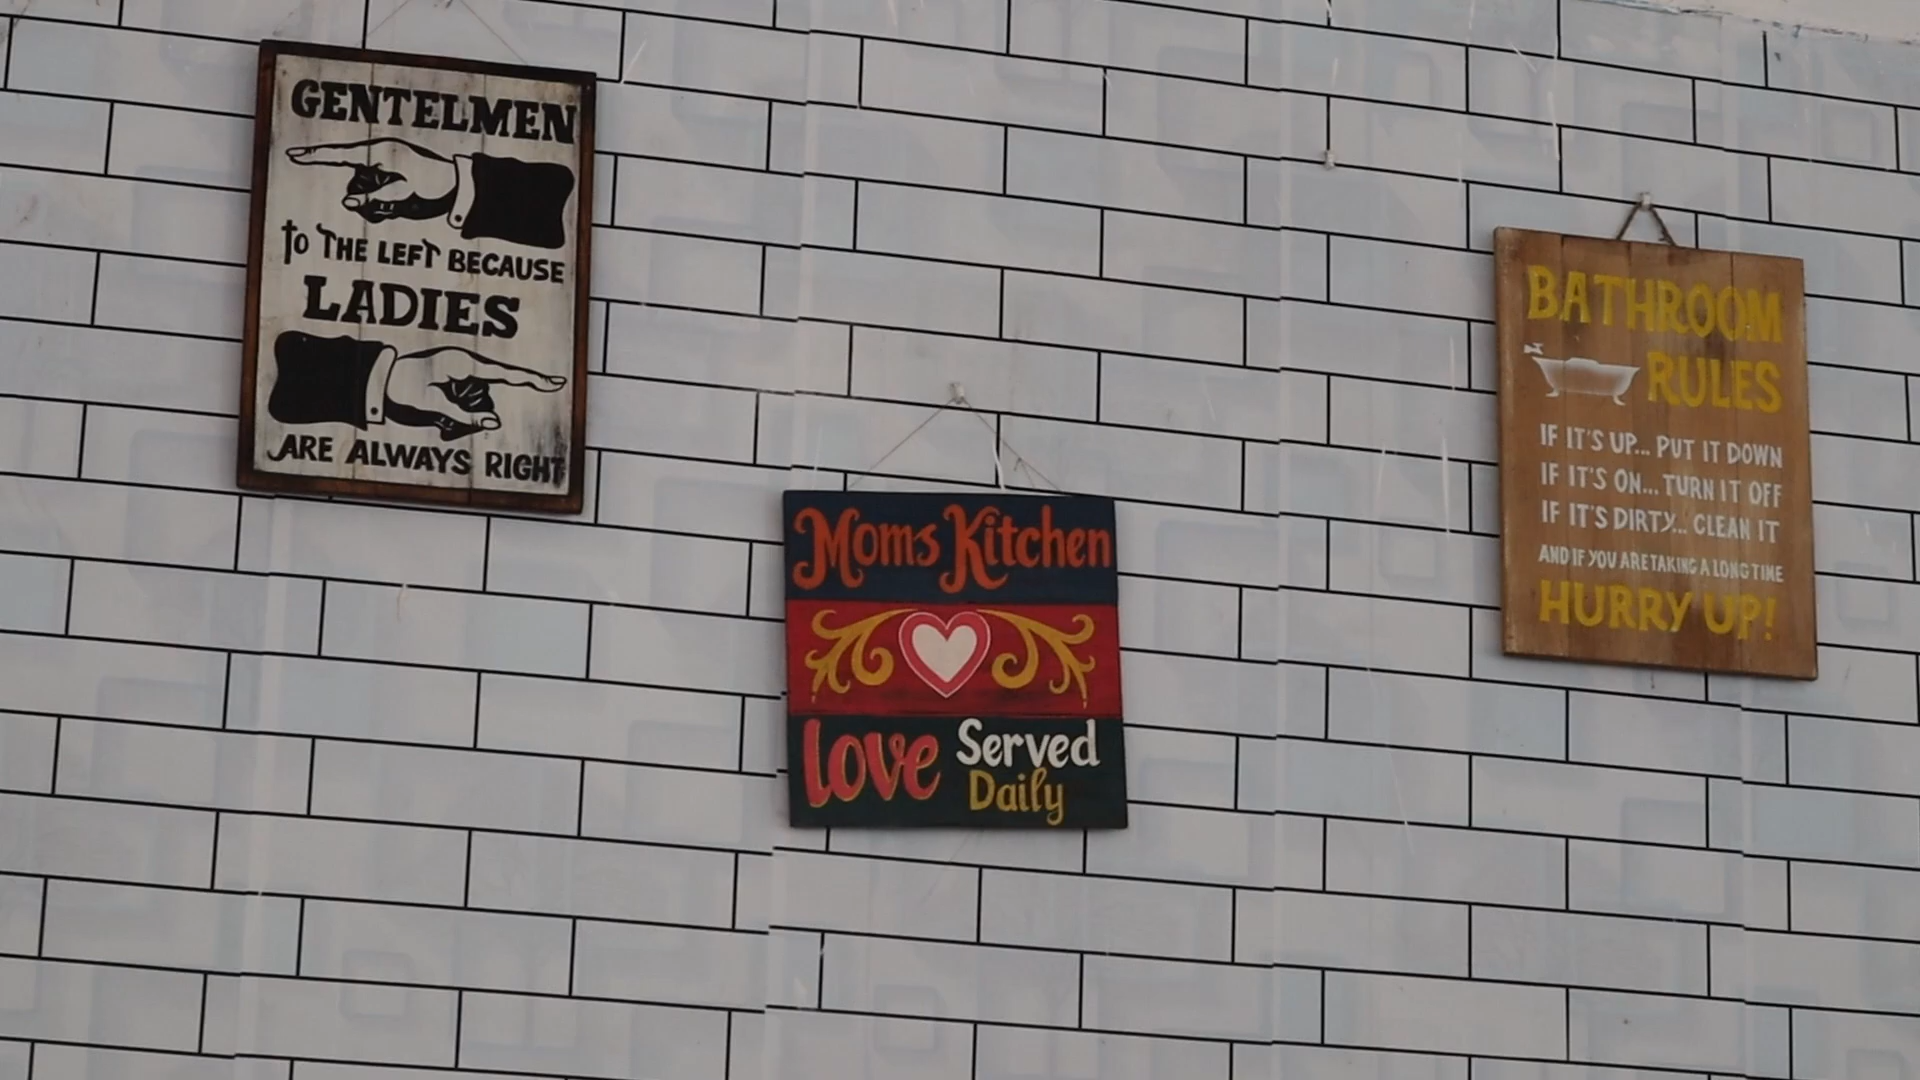 GENTELMEN
TO THE LEFT BECAUSE
LADIES
ARE ALWAYS RIGHT
Moms Kitchen
love Served
Daily
BATHROOM
RULES
IF IT'S UP... PUT IT DOWN
IF IT'S ON... TURN IT OFF
IF IT'S DIRTY... CLEAN IT
AND IF YOU ARE TAKING A LONG TIME
HURRY UP!